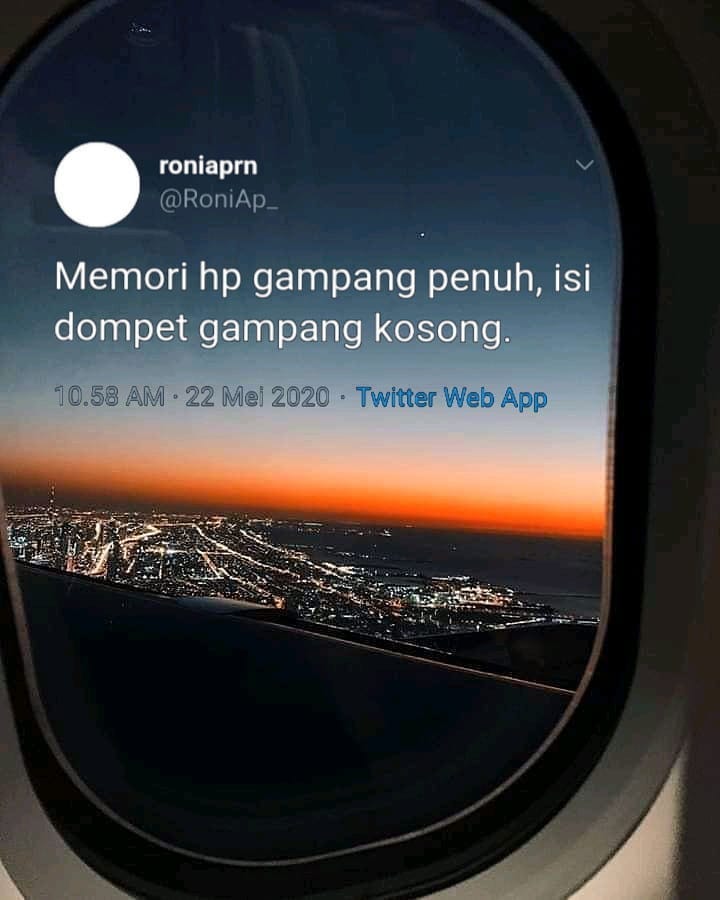 roniaprn
@RoniAp_
Memori hp gampang penuh, isi
dompet gampang kosong.
10.58 AM · 22 Mei 2020 · Twitter Web App